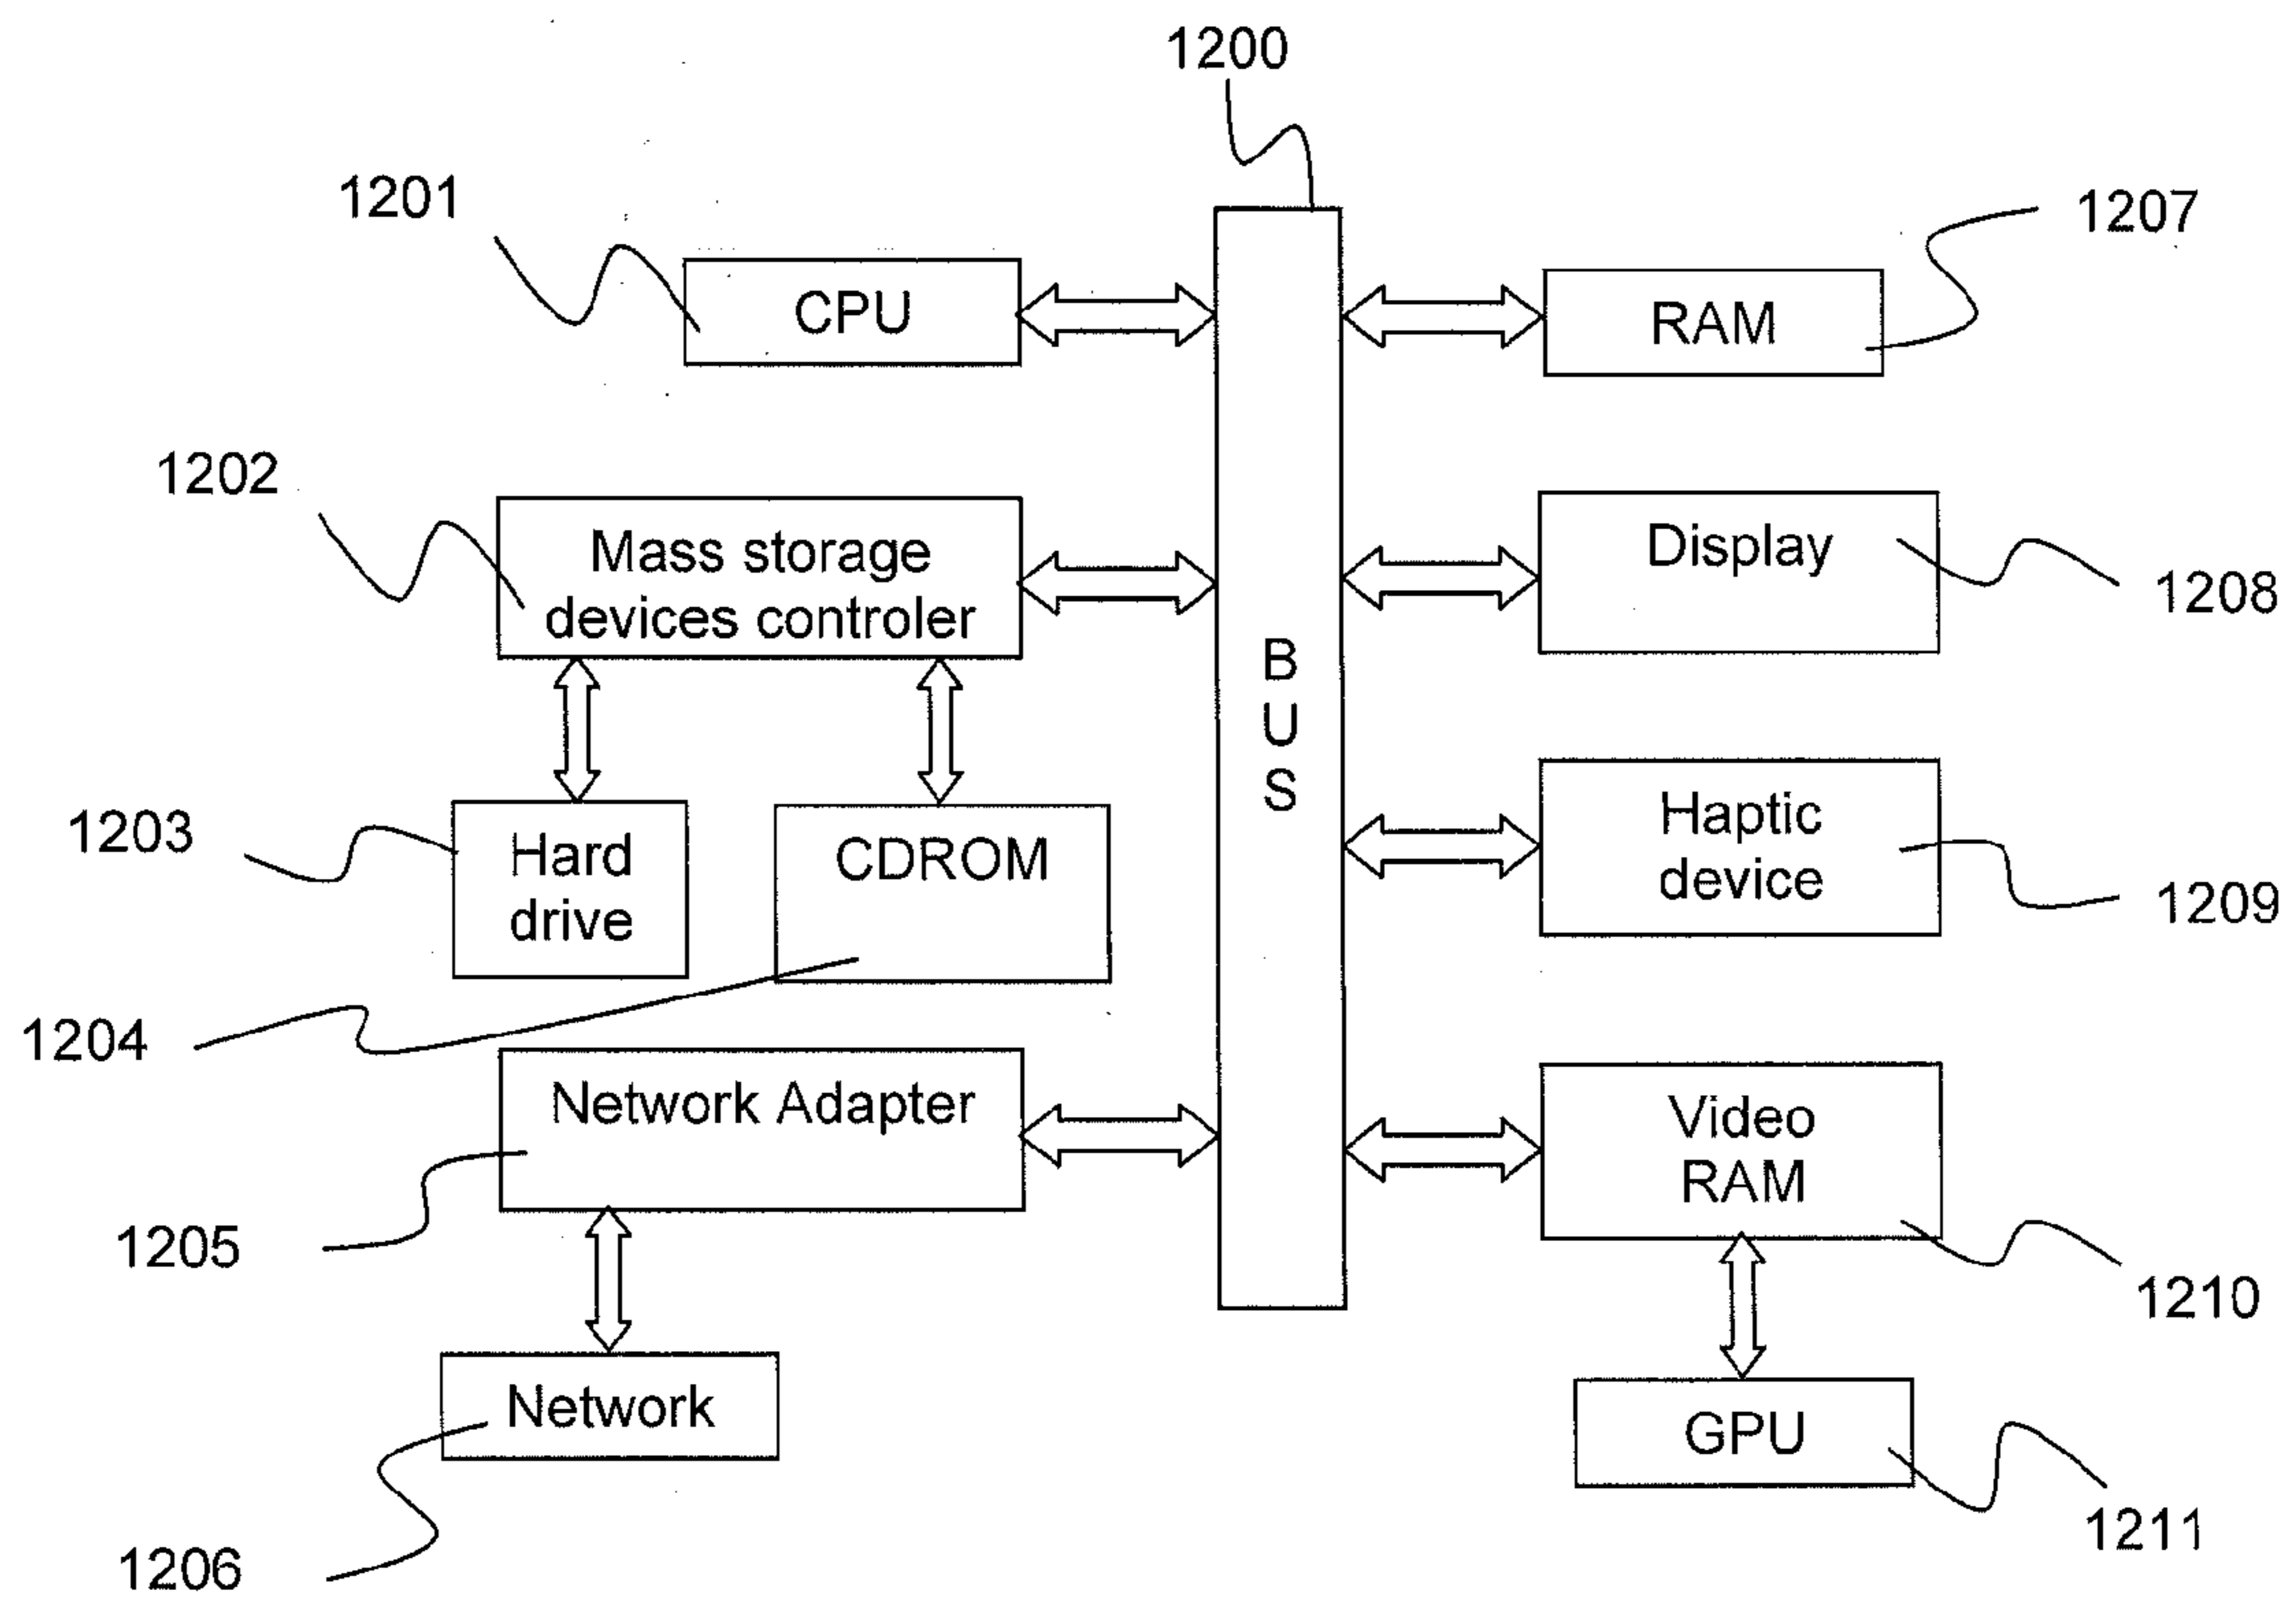 1200
1201
CPU
1207
RAM
1202
Mass storage
devices controler
Display
1208
B
U
S
1203
Hard
drive
CDROM
Haptic
device
1209
1204
Network Adapter
Video
RAM
1205
1210
Network
GPU
1206
1211